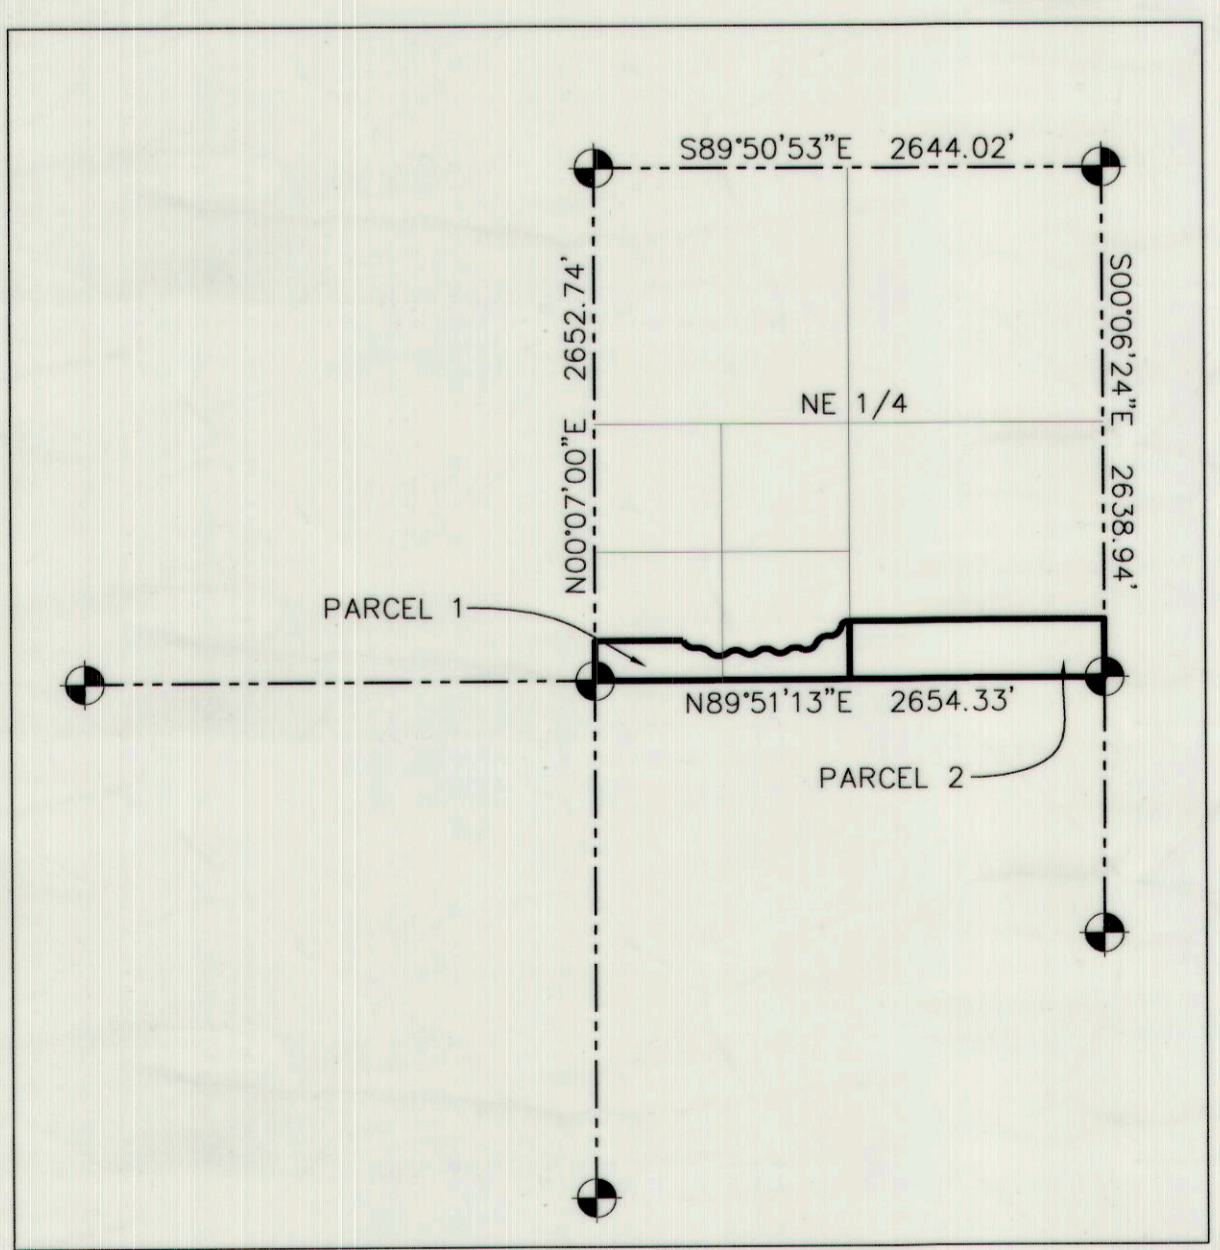 S89°50'53"E 2644.02'
N00°07'00"E 2652.74'
S00°06'24"E 2638.94'
NE 1/4
PARCEL 1
N89°51'13"E 2654.33'
PARCEL 2